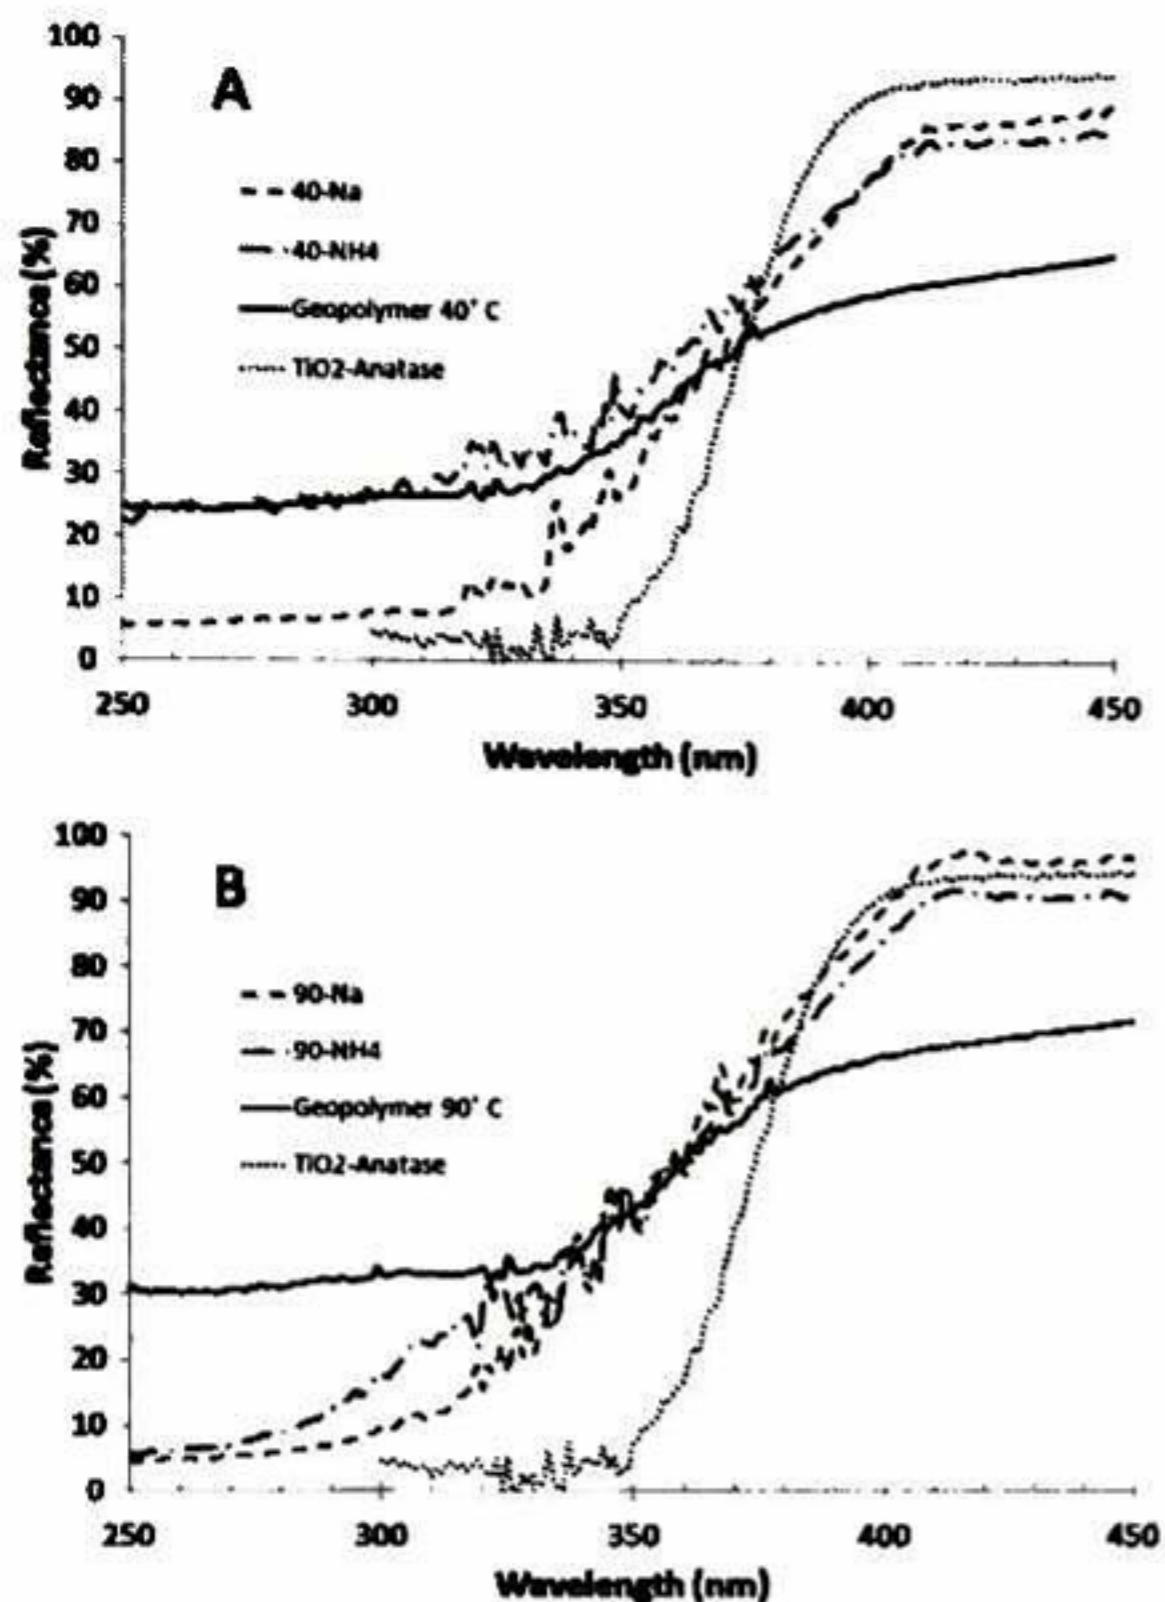 100
90
80
70
60
50
40
30
20
10
0
Reflectance (%)
A
40-Na
40-NH4
Geopolymer 40° C
TiO2-Anatase
250 300 350 400 450
Wavelength (nm)
100
90
80
70
60
50
40
30
20
10
0
Reflectance (%)
B
90-Na
90-NH4
Geopolymer 90° C
TiO2-Anatase
250 300 350 400 450
Wavelength (nm)